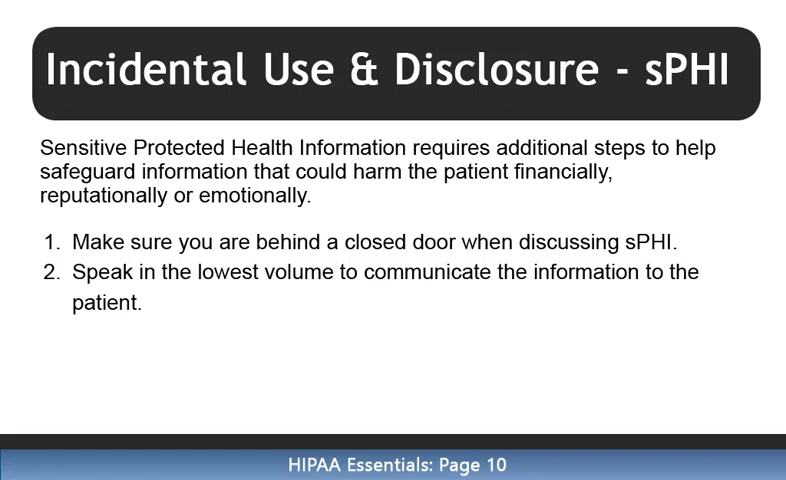 Incidental Use & Disclosure - sPHI
Sensitive Protected Health Information requires additional steps to help
safeguard information that could harm the patient financially,
reputationally or emotionally.
1. Make sure you are behind a closed door when discussing sPHI.
2. Speak in the lowest volume to communicate the information to the
patient.
HIPAA Essentials: Page 10